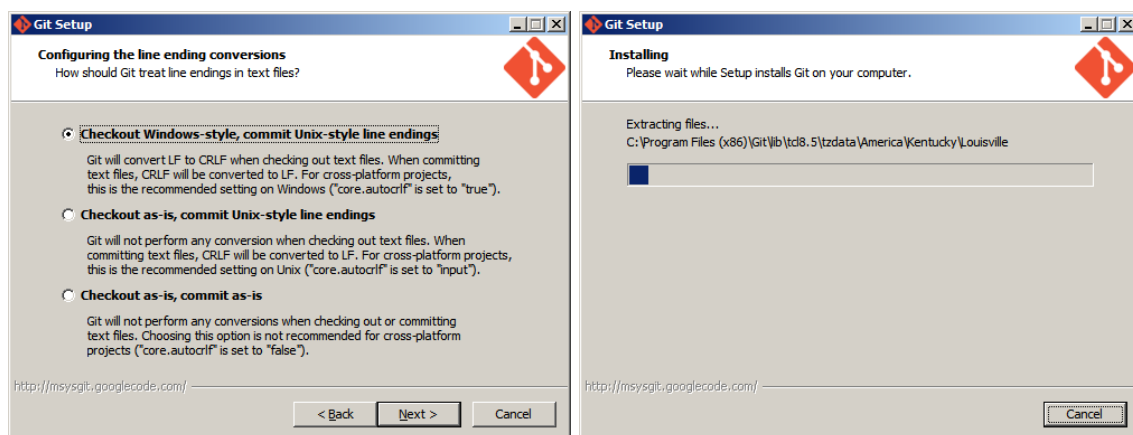 Git Setup
Configuring the line ending conversions
How should Git treat line endings in text files?
Checkout Windows-style, commit Unix-style line endings
Git will convert LF to CRLF when checking out text files. When committing
text files, CRLF will be converted to LF. For cross-platform projects,
this is the recommended setting on Windows ("core.autocrlf" is set to "true").
Checkout as-is, commit Unix-style line endings
Git will not perform any conversion when checking out text files. When
committing text files, CRLF will be converted to LF. For cross-platform projects,
this is the recommended setting on Unix ("core.autocrlf" is set to "input").
Checkout as-is, commit as-is
Git will not perform any conversions when checking out or committing
text files. Choosing this option is not recommended for cross-platform
projects ("core.autocrlf" is set to "false").
http://msysgit.googlecode.com/
< Back
Next >
Cancel
Git Setup
Installing
Please wait while Setup installs Git on your computer.
Extracting files...
C:\Program Files (x86)\Git\lib\tcl8.5\tzdata\America\Kentucky\Louisville
http://msysgit.googlecode.com/
Cancel